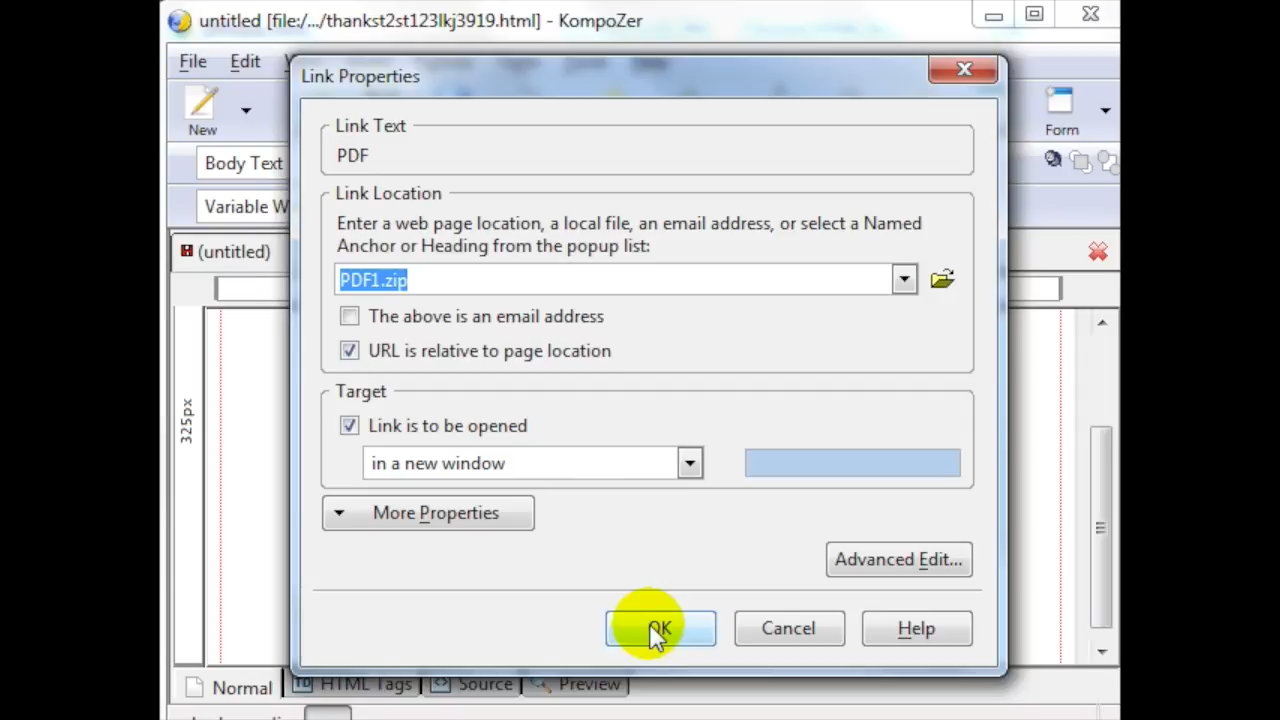 untitled [file:/.../thankst2st123lkj3919.html] - KompoZer
File Edit
Link Properties
New
Form
Body Text
Variable W
(untitled)
Link Text
PDF
Link Location
Enter a web page location, a local file, an email address, or select a Named
Anchor or Heading from the popup list:
PDF1.zip
The above is an email address
URL is relative to page location
325px
Target
Link is to be opened
in a new window
More Properties
Advanced Edit...
OK Cancel Help
Normal TD HTML Tags <> Source Preview